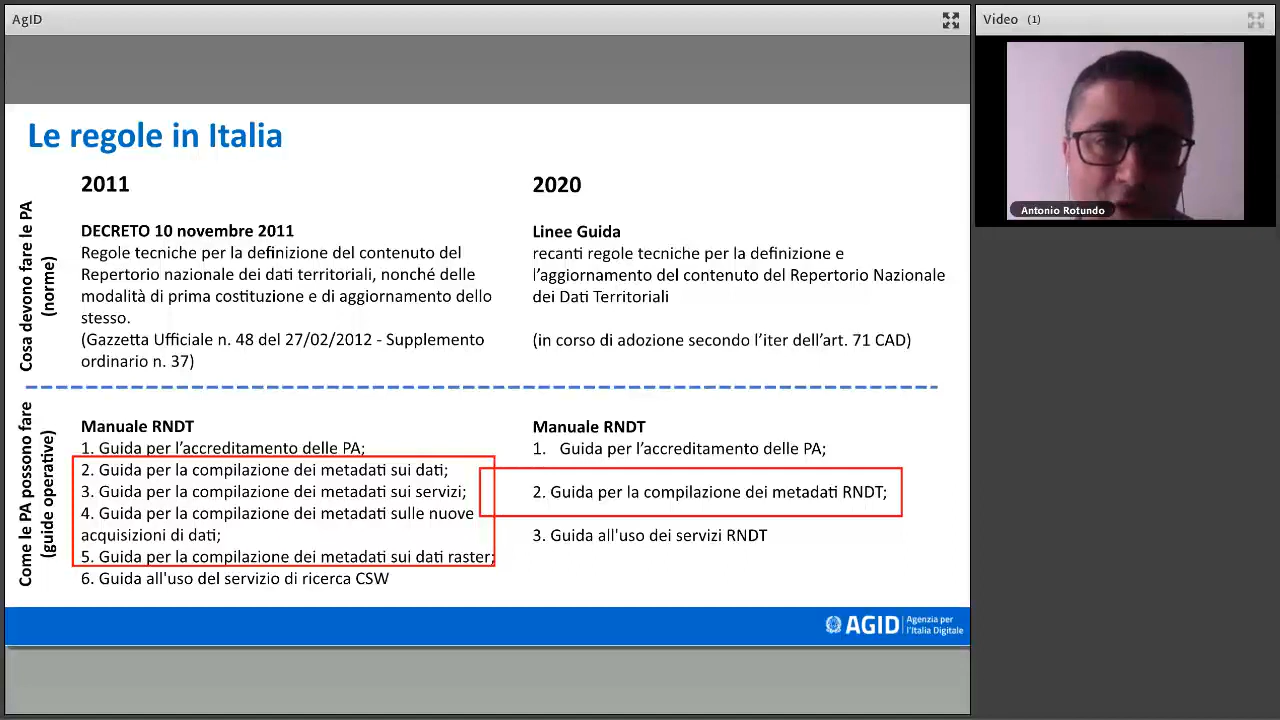 AgID
Video (1)
Antonio Rotundo
Le regole in Italia
Cosa devono fare le PA
(norme)
2011
DECRETO 10 novembre 2011
Regole tecniche per la definizione del contenuto del
Repertorio nazionale dei dati territoriali, nonché delle
modalità di prima costituzione e di aggiornamento dello
stesso.
(Gazzetta Ufficiale n. 48 del 27/02/2012 - Supplemento
ordinario n. 37)
2020
Linee Guida
recanti regole tecniche per la definizione e
l’aggiornamento del contenuto del Repertorio Nazionale
dei Dati Territoriali
(in corso di adozione secondo l’iter dell’art. 71 CAD)
Come le PA possono fare
(guide operative)
Manuale RNDT
1. Guida per l’accreditamento delle PA;
2. Guida per la compilazione dei metadati sui dati;
3. Guida per la compilazione dei metadati sui servizi;
4. Guida per la compilazione dei metadati sulle nuove
acquisizioni di dati;
5. Guida per la compilazione dei metadati sui dati raster;
6. Guida all'uso del servizio di ricerca CSW
Manuale RNDT
1. Guida per l’accreditamento delle PA;
2. Guida per la compilazione dei metadati RNDT;
3. Guida all'uso dei servizi RNDT
AGID
Agenzia per
l’Italia Digitale